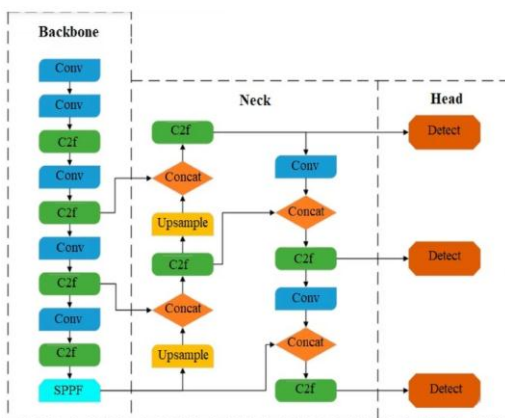 Backbone
Conv
Conv
C2f
Conv
C2f
Conv
C2f
Conv
C2f
SPPF
Neck
C2f
Concat
Upsample
C2f
Concat
Upsample
Conv
Concat
C2f
Conv
Concat
C2f
Head
Detect
Detect
Detect